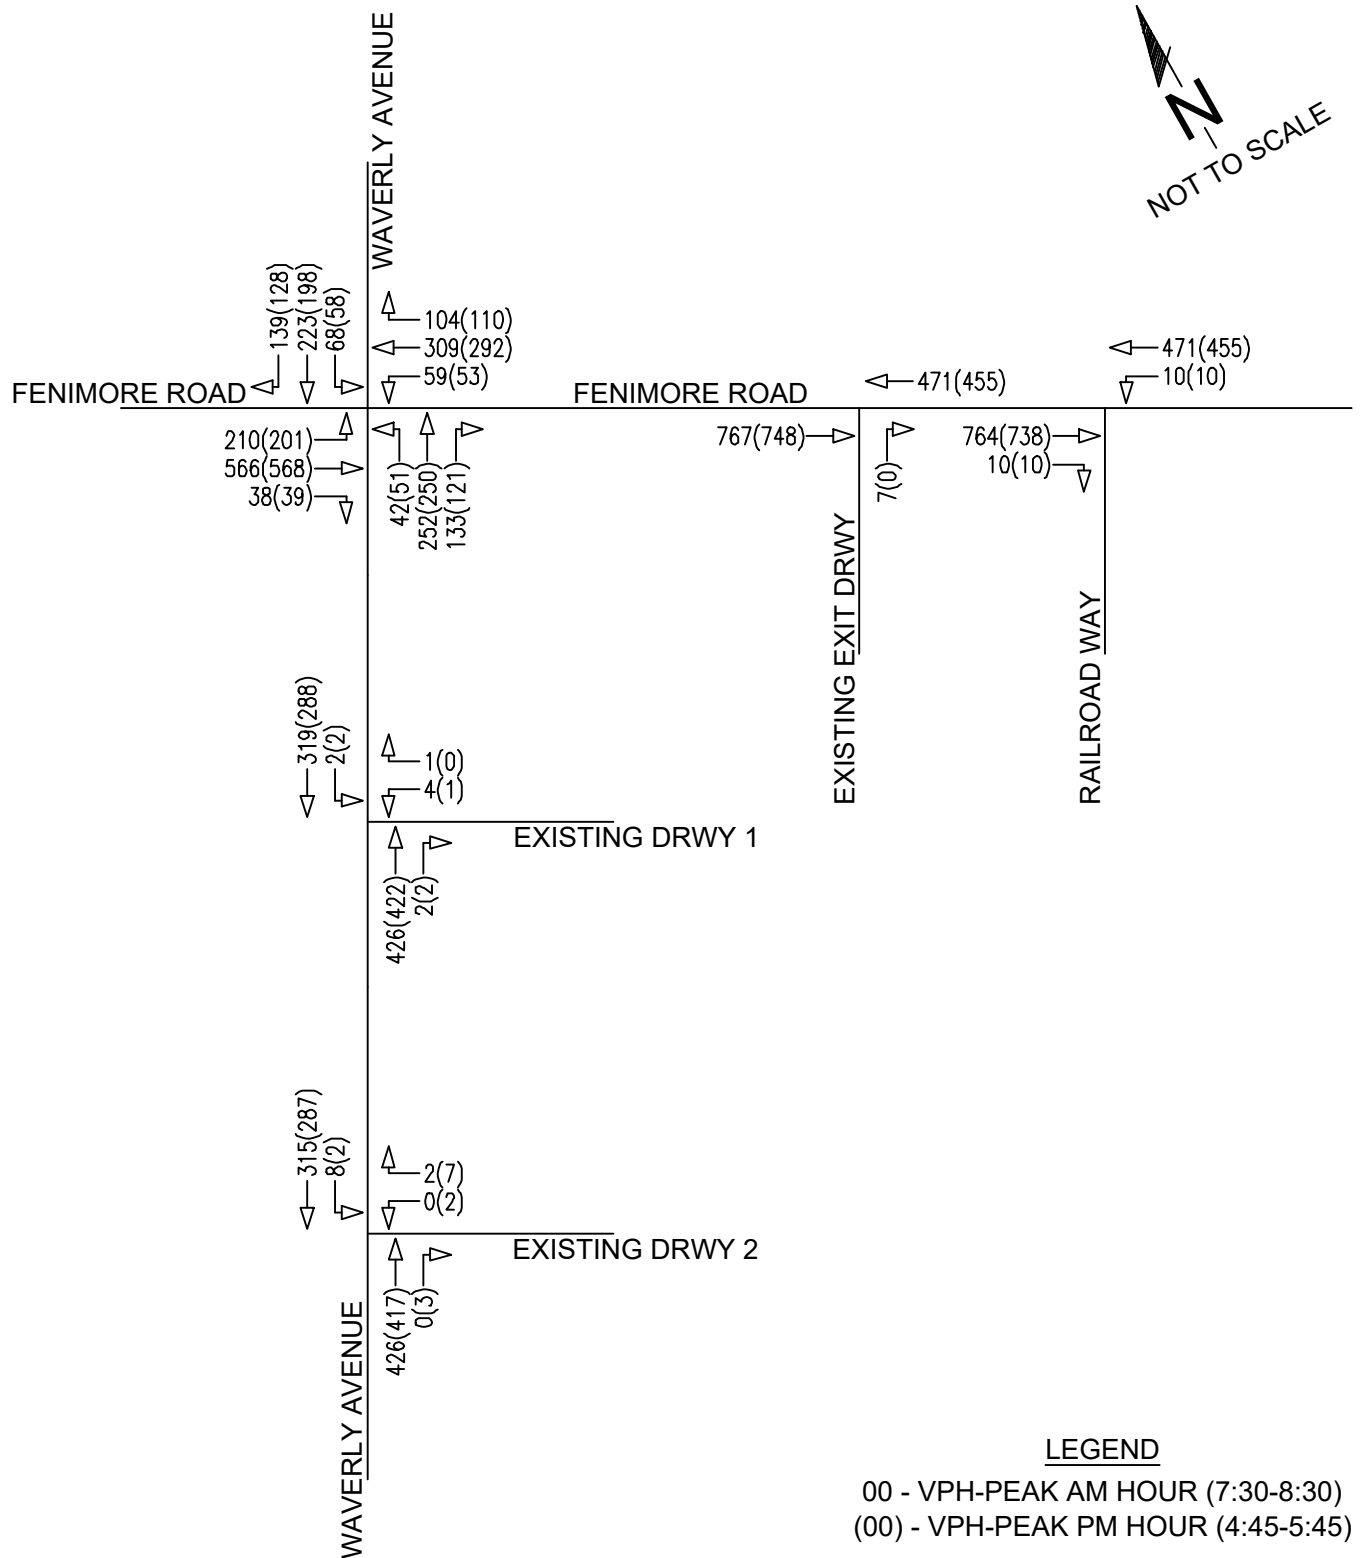 WAVERLY AVENUE
N
NOT TO SCALE
139(128)
223(198)
68(58)
104(110)
309(292)
59(53)
FENIMORE ROAD
FENIMORE ROAD
471(455)
471(455)
10(10)
210(201)
566(568)
38(39)
42(51)
252(250)
133(121)
767(748)
7(0)
764(738)
10(10)
EXISTING EXIT DRWY
RAILROAD WAY
319(288)
2(2)
1(0)
4(1)
EXISTING DRWY 1
426(422)
2(2)
315(287)
8(2)
2(7)
0(2)
EXISTING DRWY 2
426(417)
0(3)
WAVERLY AVENUE
LEGEND
00 - VPH-PEAK AM HOUR (7:30-8:30)
(00) - VPH-PEAK PM HOUR (4:45-5:45)